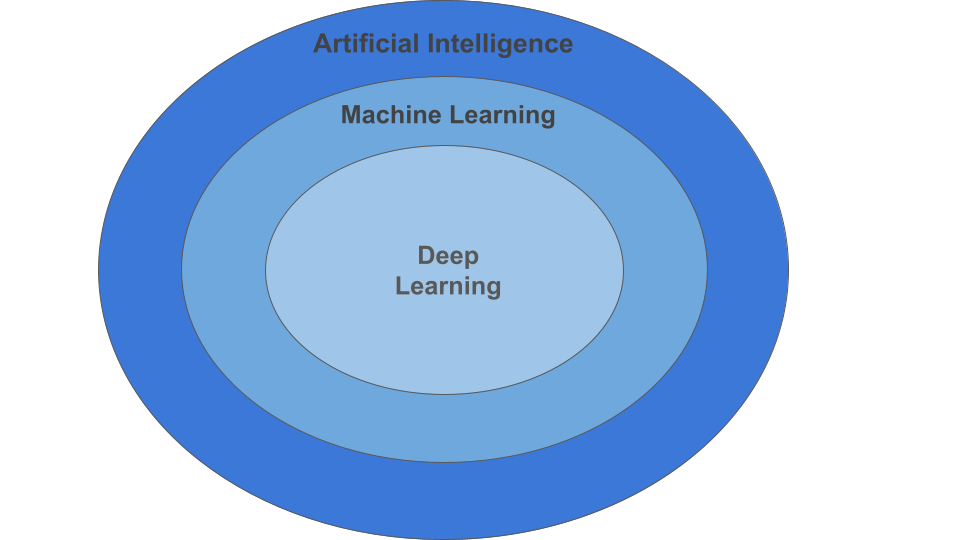 Artificial Intelligence
Machine Learning
Deep
Learning